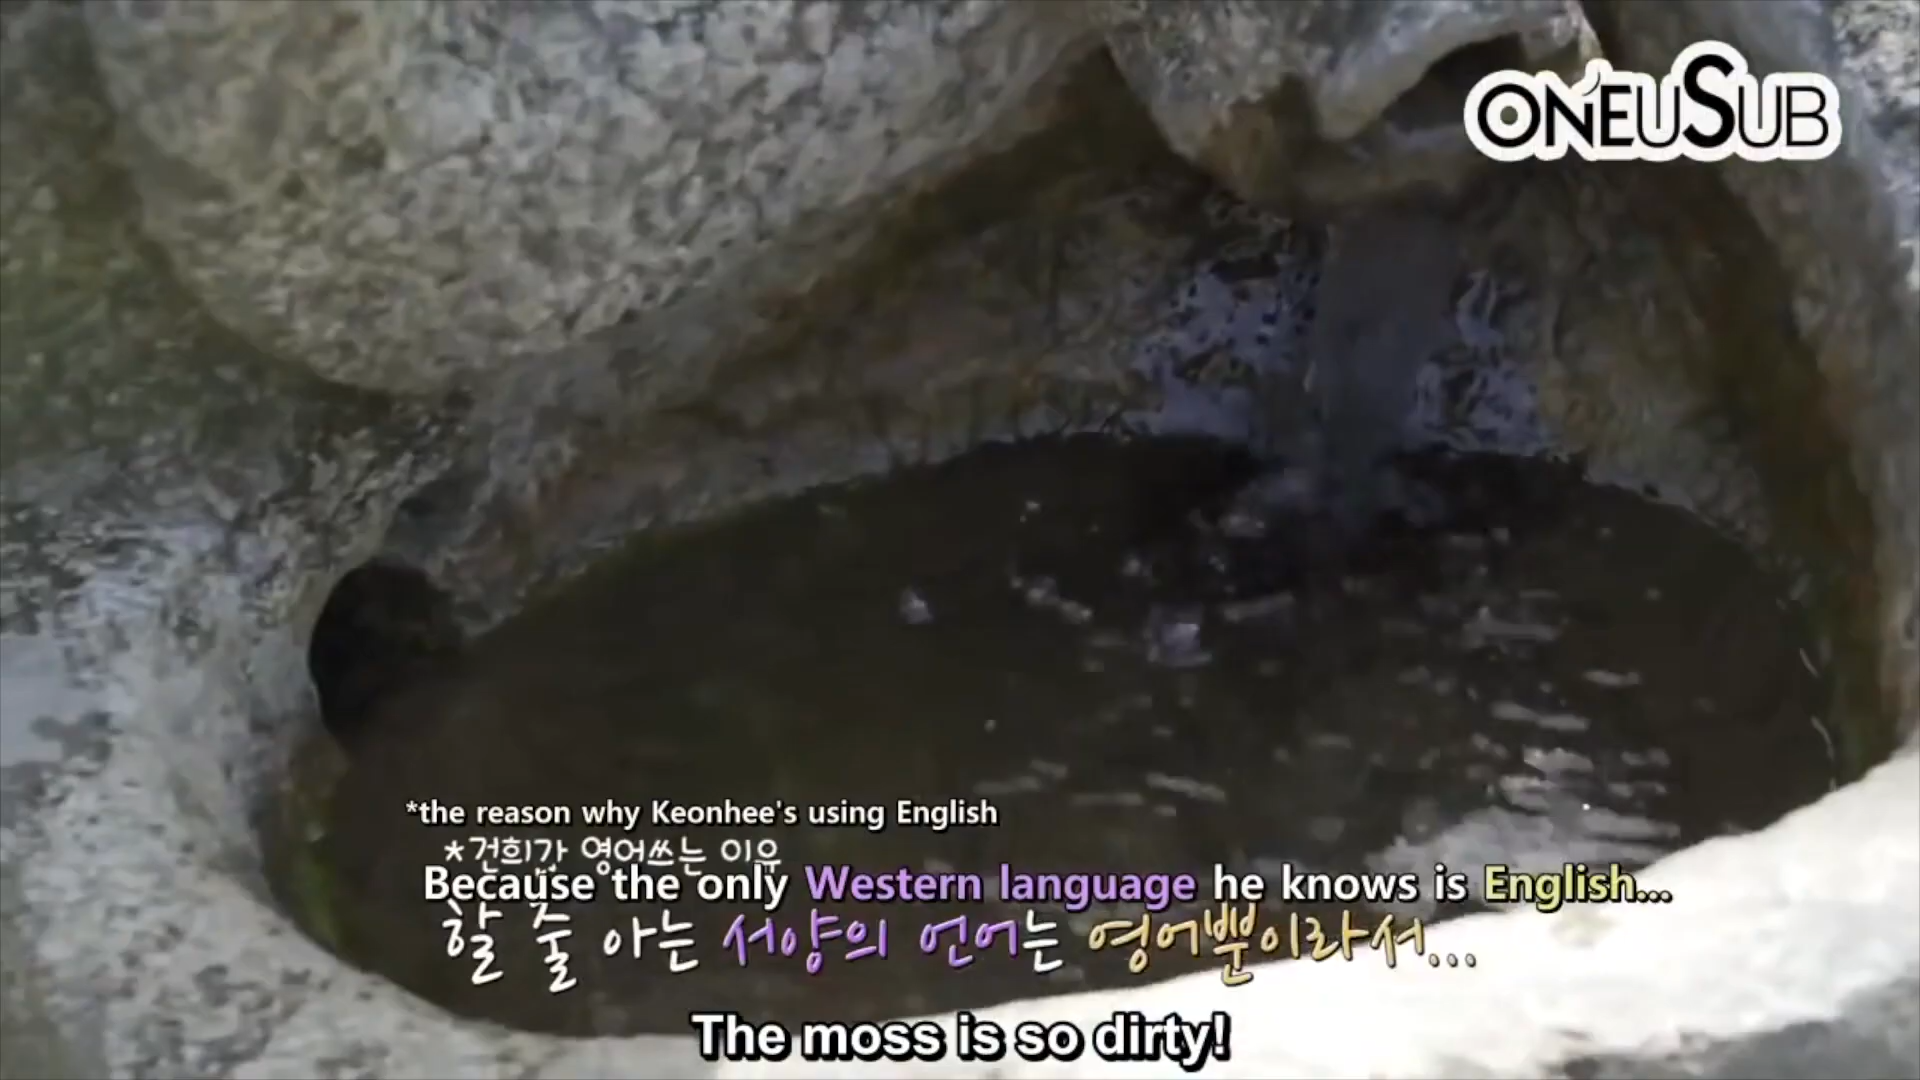 ONEUSUB
*the reason why Keonhee's using English
*건희가 영어쓰는 이유
Because the only Western language he knows is English...
할 줄 아는 서양의 언어는 영어뿐이라서...
The moss is so dirty!